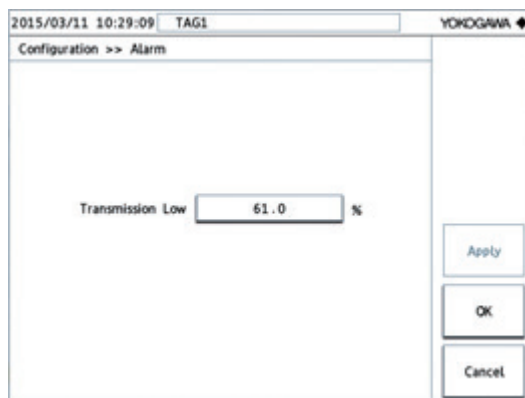 2015/03/11 10:29:09 TAG1 YOKOGAWA
Configuration >> Alarm
Transmission Low 61.0 %
Apply
OK
Cancel